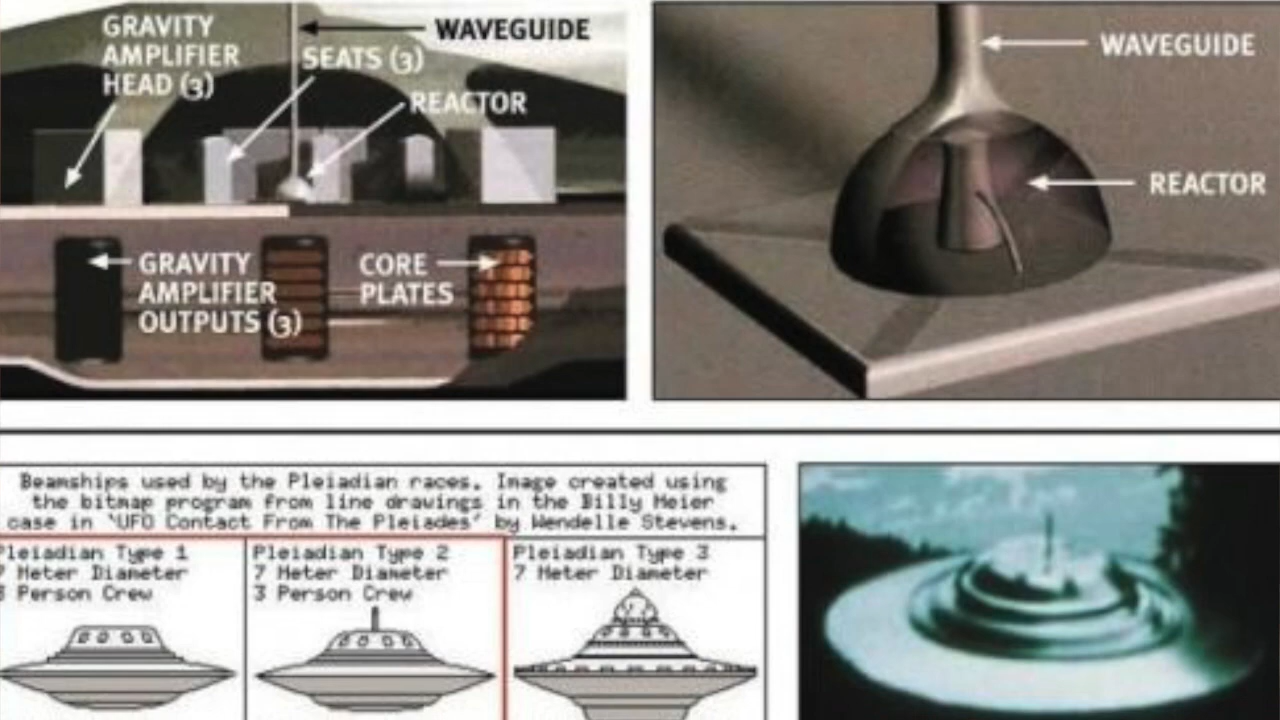 GRAVITY
AMPLIFIER
HEAD (3)
WAVEGUIDE
SEATS (3)
REACTOR
GRAVITY
AMPLIFIER
OUTPUTS (3)
CORE
PLATES
WAVEGUIDE
REACTOR
Beamships used by the Pleiadian races. Image created using
the bitmap program from line drawings in the Billy Meier
case in 'UFO Contact From The Pleiades' by Wendelle Stevens.
Pleiadian Type 1
7 Meter Diameter
3 Person Crew
Pleiadian Type 2
7 Meter Diameter
3 Person Crew
Pleiadian Type 3
7 Meter Diameter